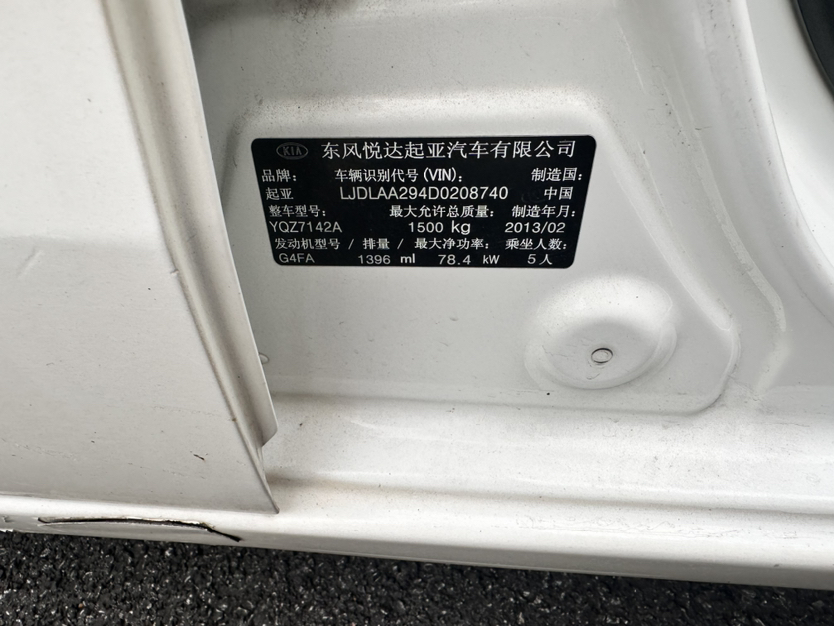 KIA 东风悦达起亚汽车有限公司
品牌： 车辆识别代号(VIN)： 制造国：
起亚 LJDLAA294D0208740 中国
整车型号： 最大允许总质量： 制造年月：
YQZ7142A 1500 kg 2013/02
发动机型号 / 排量 / 最大净功率： 乘坐人数：
G4FA 1396 ml 78.4 kW 5人